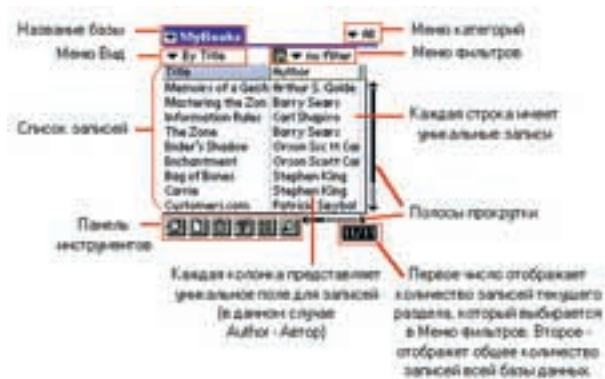 Название базы
MyBooks
All
Меню категорий
Меню Вид
By Title
no filter
Меню фильтров
Title
Author
Memoirs of a Geish
Arthur S. Golde
Mastering the Zon
Barry Sears
Information Rules
Carl Shapiro
The Zone
Barry Sears
Ender's Shadow
Orson Scott Car
Enchantment
Orson Scott Car
Bag of Bones
Stephen King
Carrie
Stephen King
Customers.com
Patricia Seybol
Список записей
Каждая строка имеет
уникальные записи
Полосы прокрутки
Панель
инструментов
Каждая колонка представляет
уникальное поле для записей
(в данном случае
Author - Автор)
Первое число отображает
количество записей текущего
раздела, который выбирается
в Меню фильтров. Второе -
отображет общее количество
записей всей базы данных.